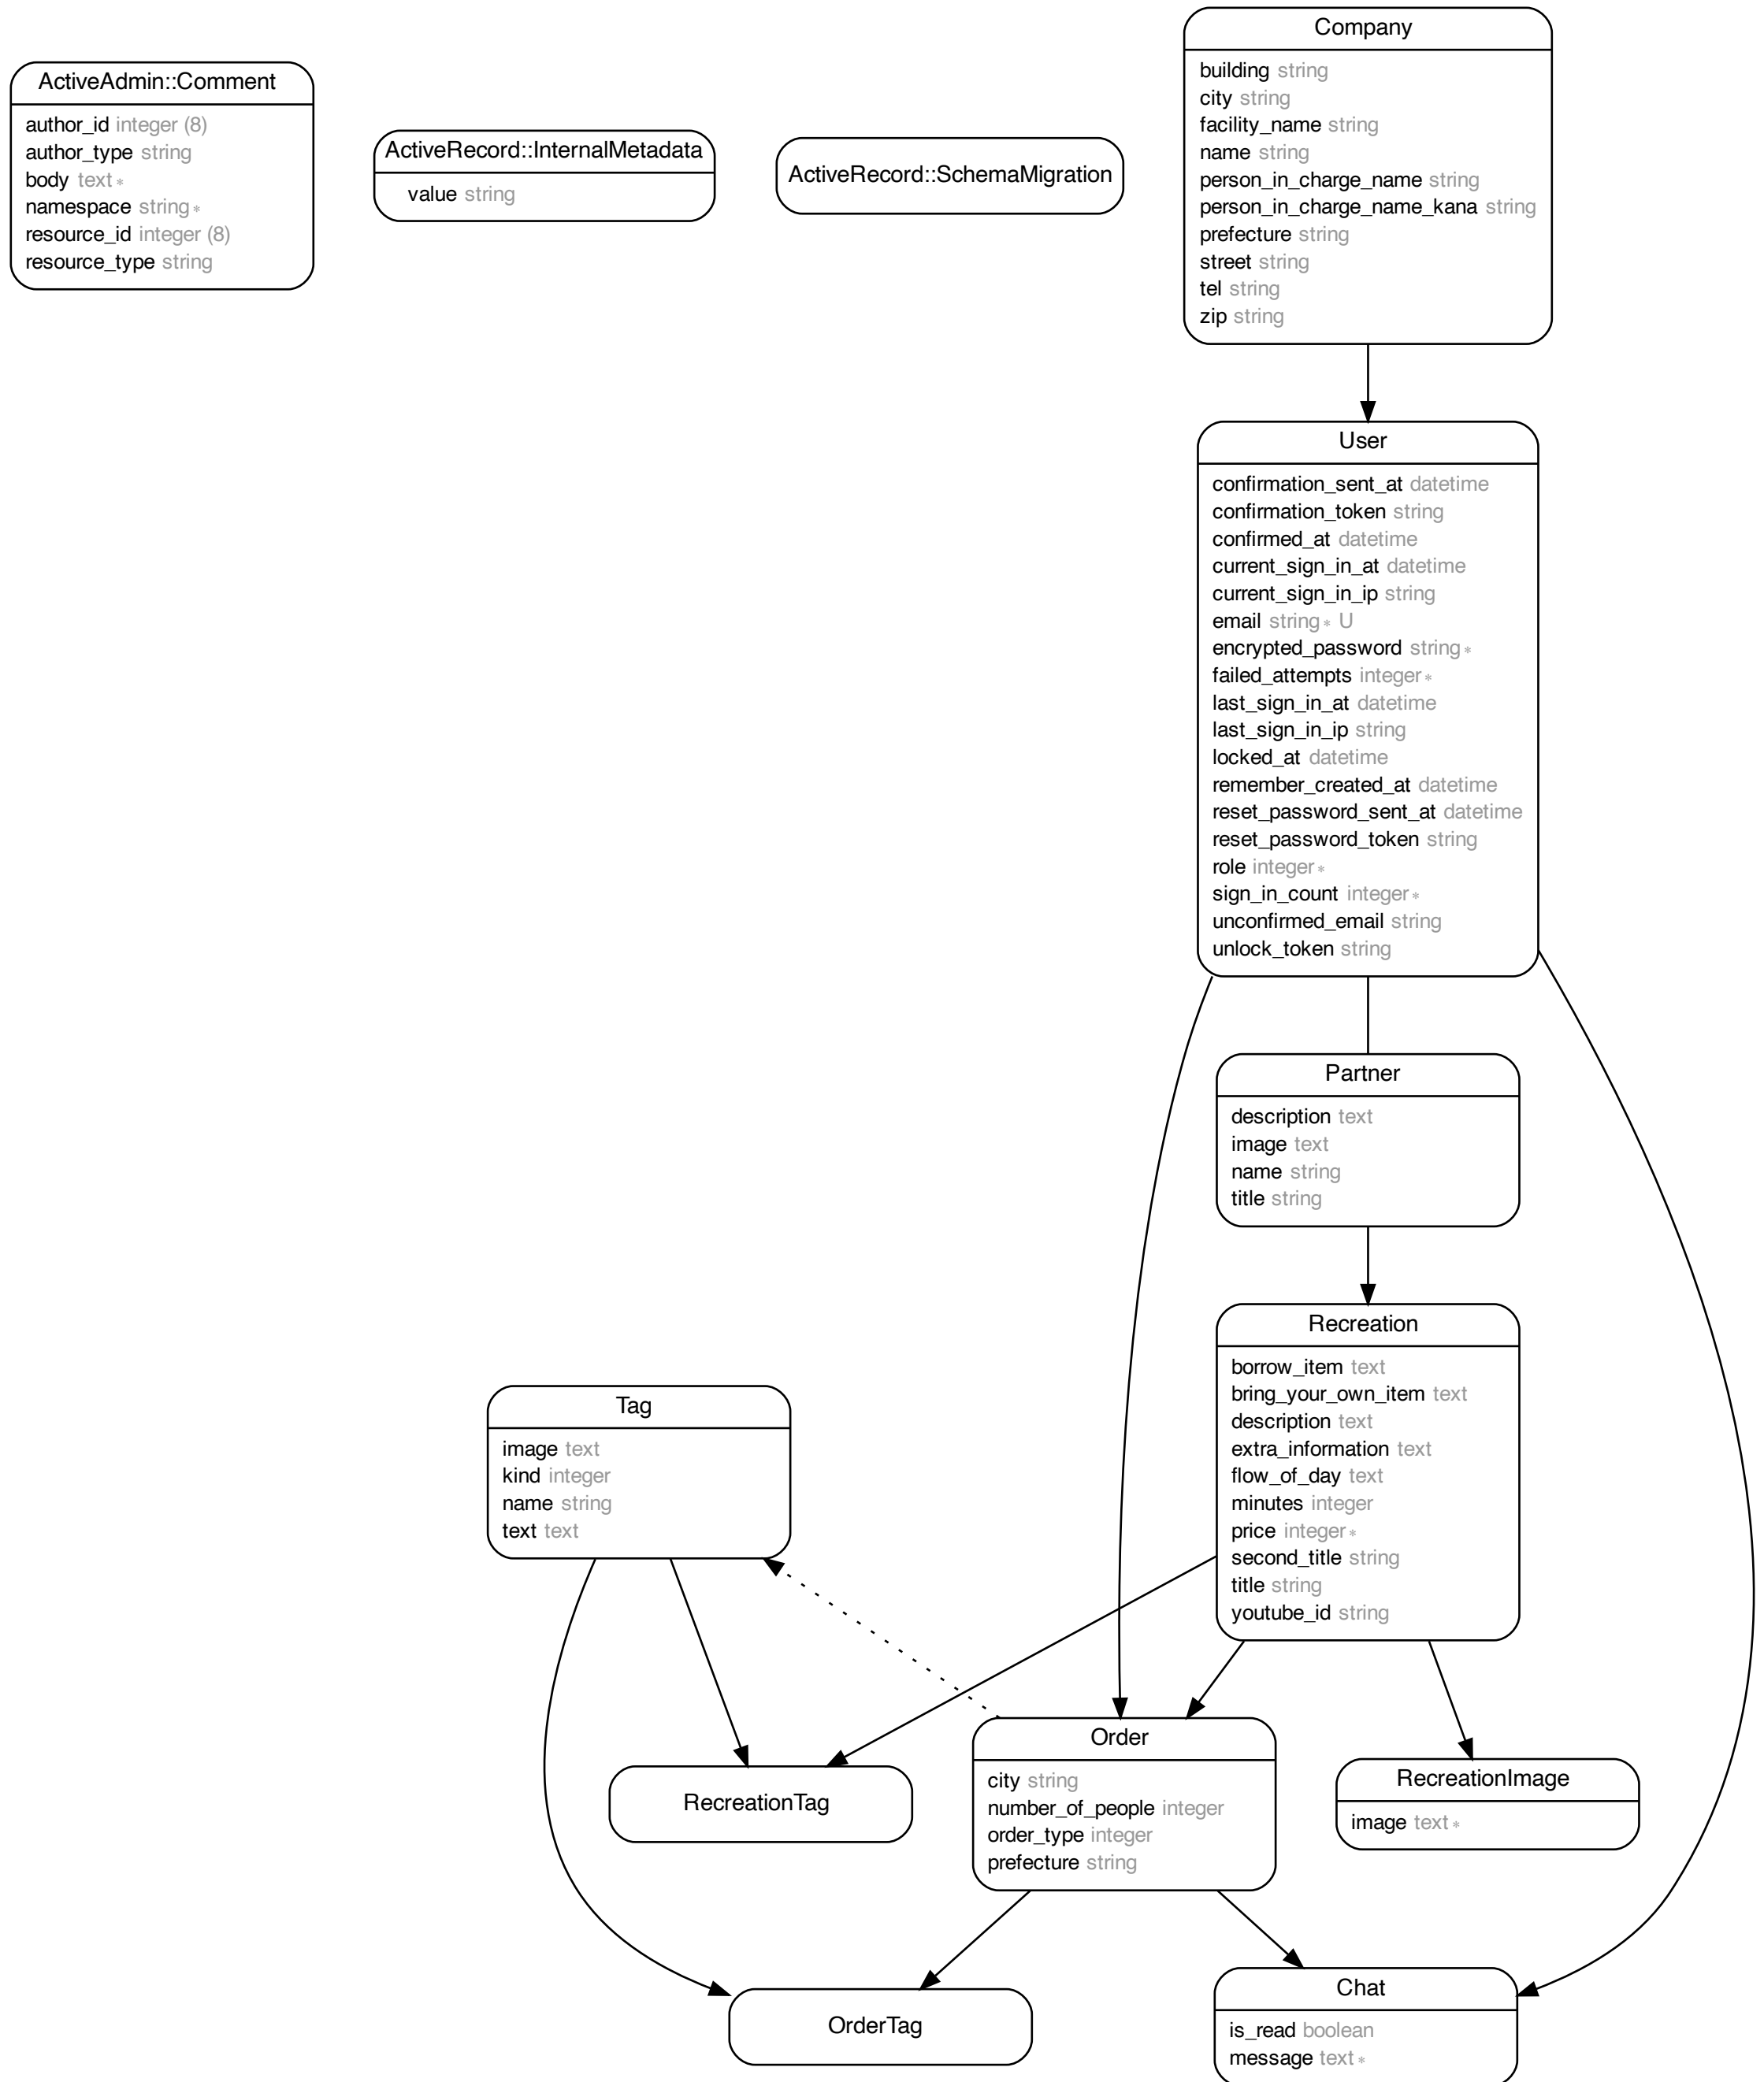 ActiveAdmin::Comment
author_id integer (8)
author_type string
body text *
namespace string *
resource_id integer (8)
resource_type string
ActiveRecord::InternalMetadata
value string
ActiveRecord::SchemaMigration
Company
building string
city string
facility_name string
name string
person_in_charge_name string
person_in_charge_name_kana string
prefecture string
street string
tel string
zip string
User
confirmation_sent_at datetime
confirmation_token string
confirmed_at datetime
current_sign_in_at datetime
current_sign_in_ip string
email string * U
encrypted_password string *
failed_attempts integer *
last_sign_in_at datetime
last_sign_in_ip string
locked_at datetime
remember_created_at datetime
reset_password_sent_at datetime
reset_password_token string
role integer *
sign_in_count integer *
unconfirmed_email string
unlock_token string
Partner
description text
image text
name string
title string
Recreation
borrow_item text
bring_your_own_item text
description text
extra_information text
flow_of_day text
minutes integer
price integer *
second_title string
title string
youtube_id string
Tag
image text
kind integer
name string
text text
RecreationTag
Order
city string
number_of_people integer
order_type integer
prefecture string
RecreationImage
image text *
OrderTag
Chat
is_read boolean
message text *